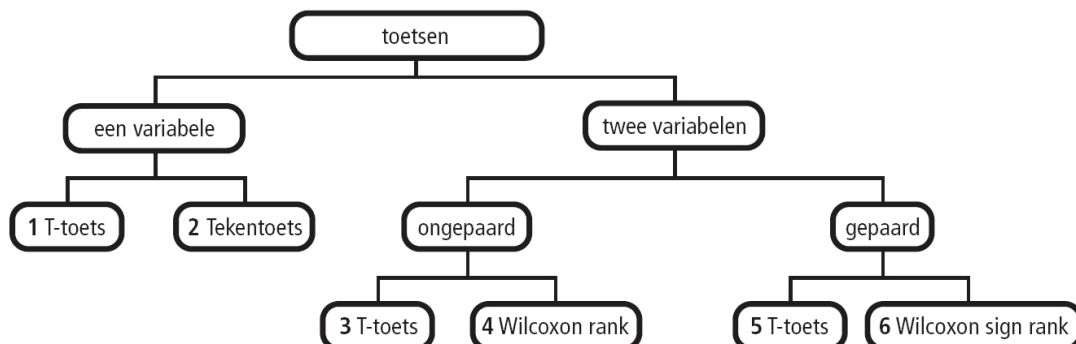 toetsen
een variabele
twee variabelen
1 T-toets
2 Tekentoets
ongepaard
gepaard
3 T-toets
4 Wilcoxon rank
5 T-toets
6 Wilcoxon sign rank